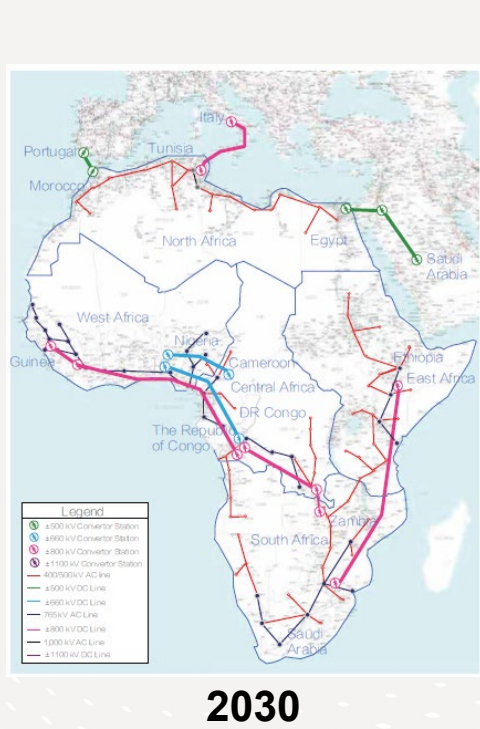 Italy
Portugal
Tunisia
Morocco
North Africa
Egypt
Saudi
Arabia
West Africa
Nigeria
Guinea
Cameroon
Ethiopia
East Africa
Central Africa
DR Congo
The Republic
of Congo
Zambia
South Africa
Saudi
Arabia
Legend
±500 kV Convertor Station
±660 kV Convertor Station
±800 kV Convertor Station
±1100 kV Convertor Station
400/500kV AC line
±500 kV DC Line
±660kV DC Line
765kV AC Line
±800 kV DC Line
1,000 kV AC Line
±1100 kV DC Line
2030